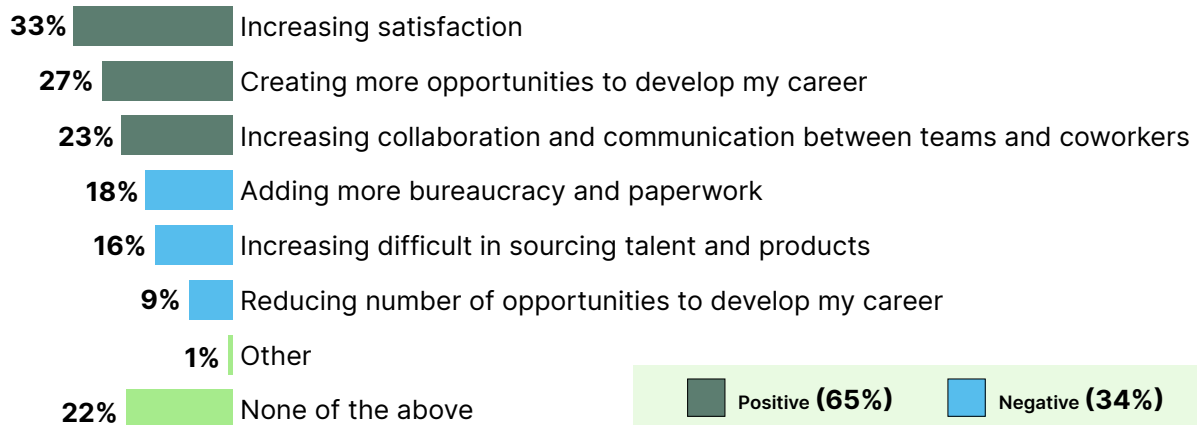 33% Increasing satisfaction
27% Creating more opportunities to develop my career
23% Increasing collaboration and communication between teams and coworkers
18% Adding more bureaucracy and paperwork
16% Increasing difficult in sourcing talent and products
9% Reducing number of opportunities to develop my career
1% Other
22% None of the above
Positive (65%) Negative (34%)